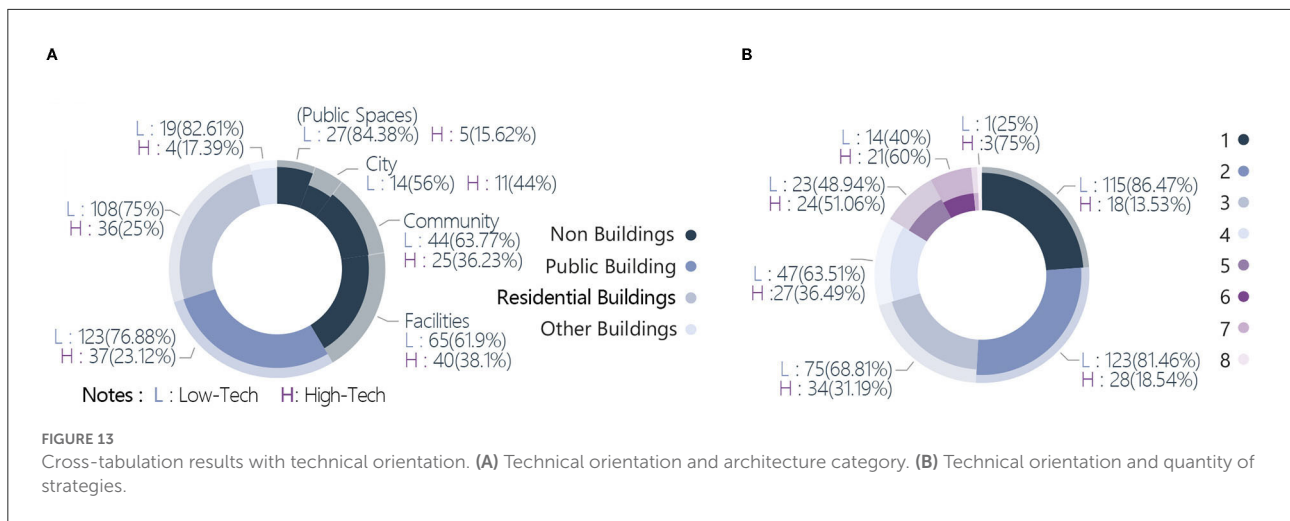 A
(Public Spaces)
L : 27(84.38%) H : 5(15.62%)
City
L : 14(56%) H : 11(44%)
Community
L : 44(63.77%)
H : 25(36.23%)
Facilities
L : 65(61.9%)
H : 40(38.1%)
L : 123(76.88%)
H : 37(23.12%)
L : 108(75%)
H : 36(25%)
L : 19(82.61%)
H : 4(17.39%)
Non Buildings
Public Building
Residential Buildings
Other Buildings
Notes : L : Low-Tech H: High-Tech
B
L : 1(25%)
H :3(75%)
L : 115(86.47%)
H : 18(13.53%)
L : 123(81.46%)
H : 28(18.54%)
L : 75(68.81%)
H : 34(31.19%)
L : 47(63.51%)
H :27(36.49%)
L : 23(48.94%)
H : 24(51.06%)
L : 14(40%)
H : 21(60%)
1
2
3
4
5
6
7
8
FIGURE 13
Cross-tabulation results with technical orientation. (A) Technical orientation and architecture category. (B) Technical orientation and quantity of
strategies.